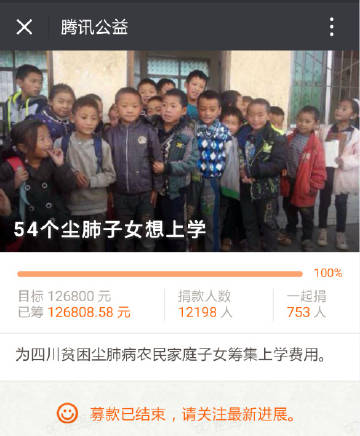 腾讯公益
54个尘肺子女想上学
100%
目标 126800 元
捐款人数
一起捐
已筹 126808.58 元
12198 人
753 人
为四川贫困尘肺病农民家庭子女筹集上学费用。
募款已结束，请关注最新进展。